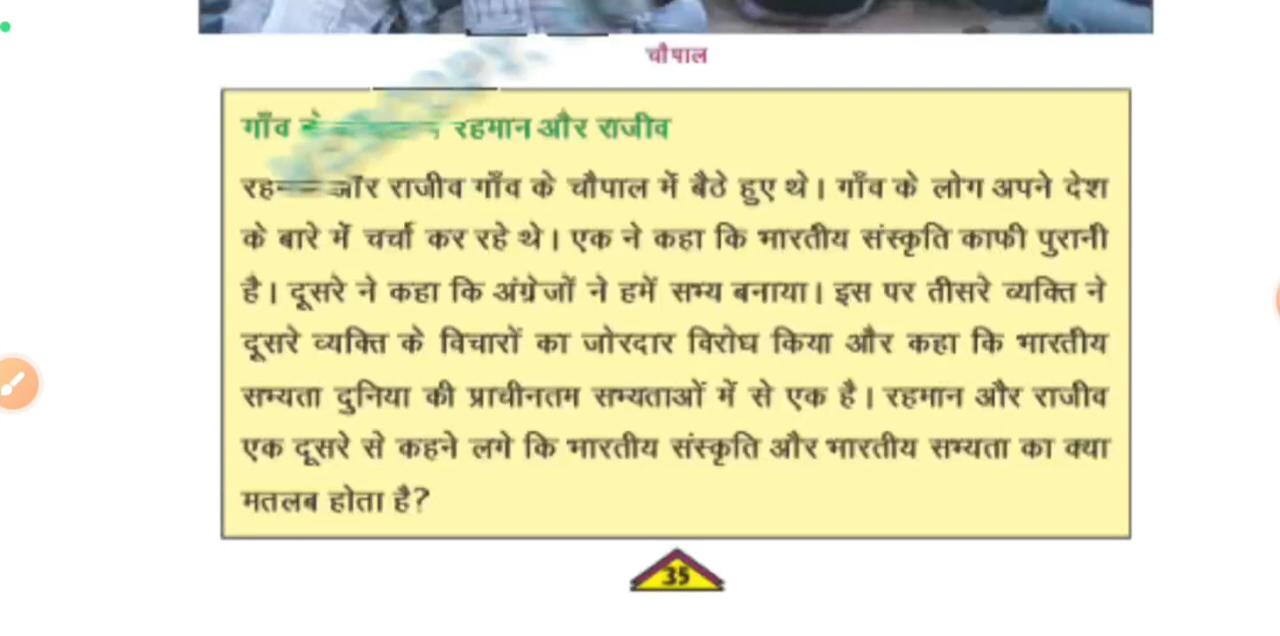 चौपाल
गाँव रहमान और राजीव
और राजीव गाँव के चौपाल में बैठे हुए थे। गाँव के लोग अपने देश
के बारे में चर्चा कर रहे थे। एक ने कहा कि भारतीय संस्कृति काफी पुरानी
है। दूसरे ने कहा कि अंग्रेजों ने हमें सभ्य बनाया। इस पर तीसरे व्यक्ति ने
दूसरे व्यक्ति के विचारों का जोरदार विरोध किया और कहा कि भारतीय
सभ्यता दुनिया की प्राचीनतम सभ्यताओं में से एक है। रहमान और राजीव
एक दूसरे से कहने लगे कि भारतीय संस्कृति और भारतीय सभ्यता का क्या
मतलब होता है?
35